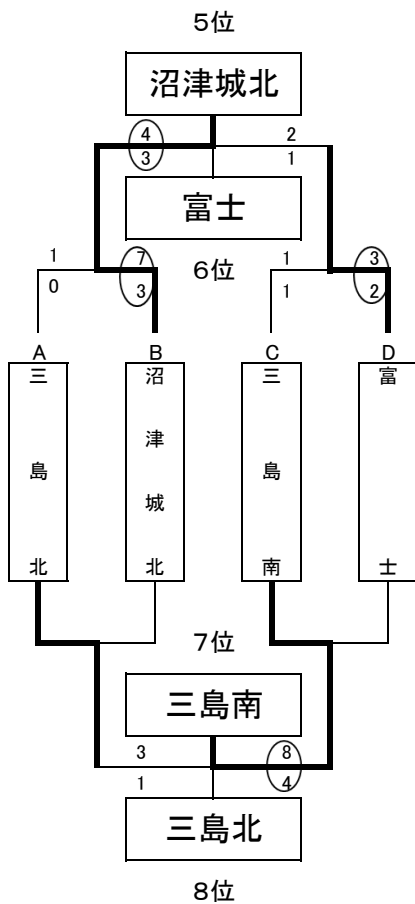 5位
沼津城北
4 2
3 1
富士
6位
1 7 1 3
0 3 1 2
A B C D
三島北
沼津城北
三島南
富士
7位
三島南
3 8
1 4
三島北
8位